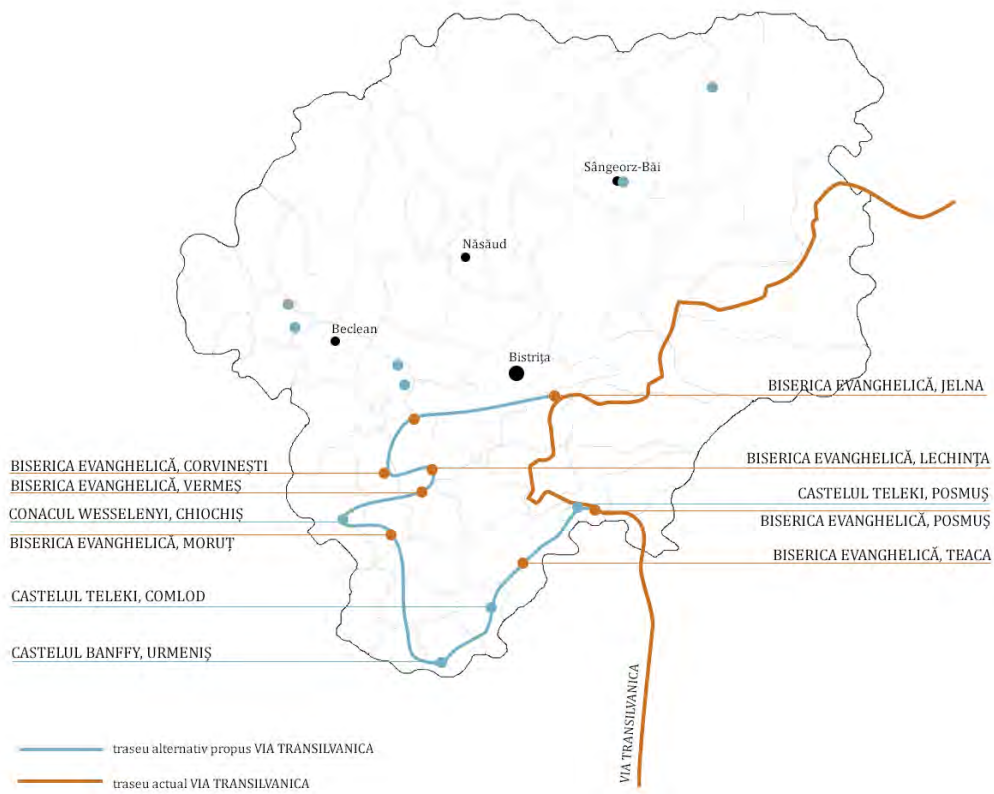 Sângeorz-Băi
Năsăud
Beclean
Bistrița
BISERICA EVANGHELICĂ, JELNA
BISERICA EVANGHELICĂ, CORVINEȘTI
BISERICA EVANGHELICĂ, LECHINȚA
BISERICA EVANGHELICĂ, VERMEȘ
CASTELUL TELEKI, POSMUȘ
CONACUL WESSELENYI, CHIOCHIȘ
BISERICA EVANGHELICĂ, POSMUȘ
BISERICA EVANGHELICĂ, MORUȚ
BISERICA EVANGHELICĂ, TEACA
CASTELUL TELEKI, COMLOD
CASTELUL BANFFY, URMENIȘ
VIA TRANSILVANICA
traseu alternativ propus VIA TRANSILVANICA
traseu actual VIA TRANSILVANICA